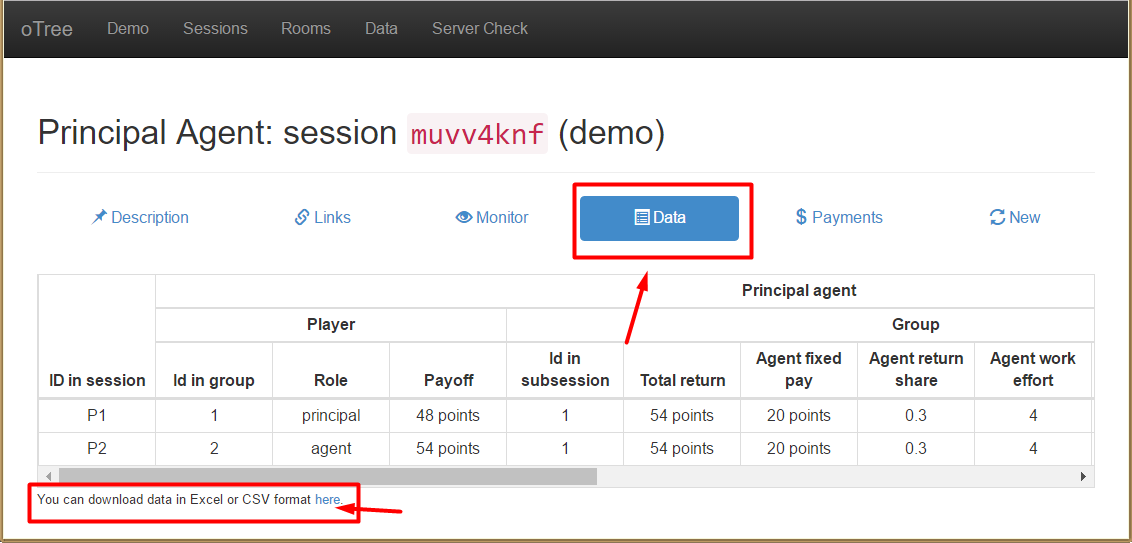 oTree Demo Sessions Rooms Data Server Check
Principal Agent: session muvv4knf (demo)
Description Links Monitor Data $ Payments New
Principal agent
Player Group
ID in session Id in group Role Payoff Id in subsession Total return Agent fixed pay Agent return share Agent work effort
P1 1 principal 48 points 1 54 points 20 points 0.3 4
P2 2 agent 54 points 1 54 points 20 points 0.3 4
You can download data in Excel or CSV format here.